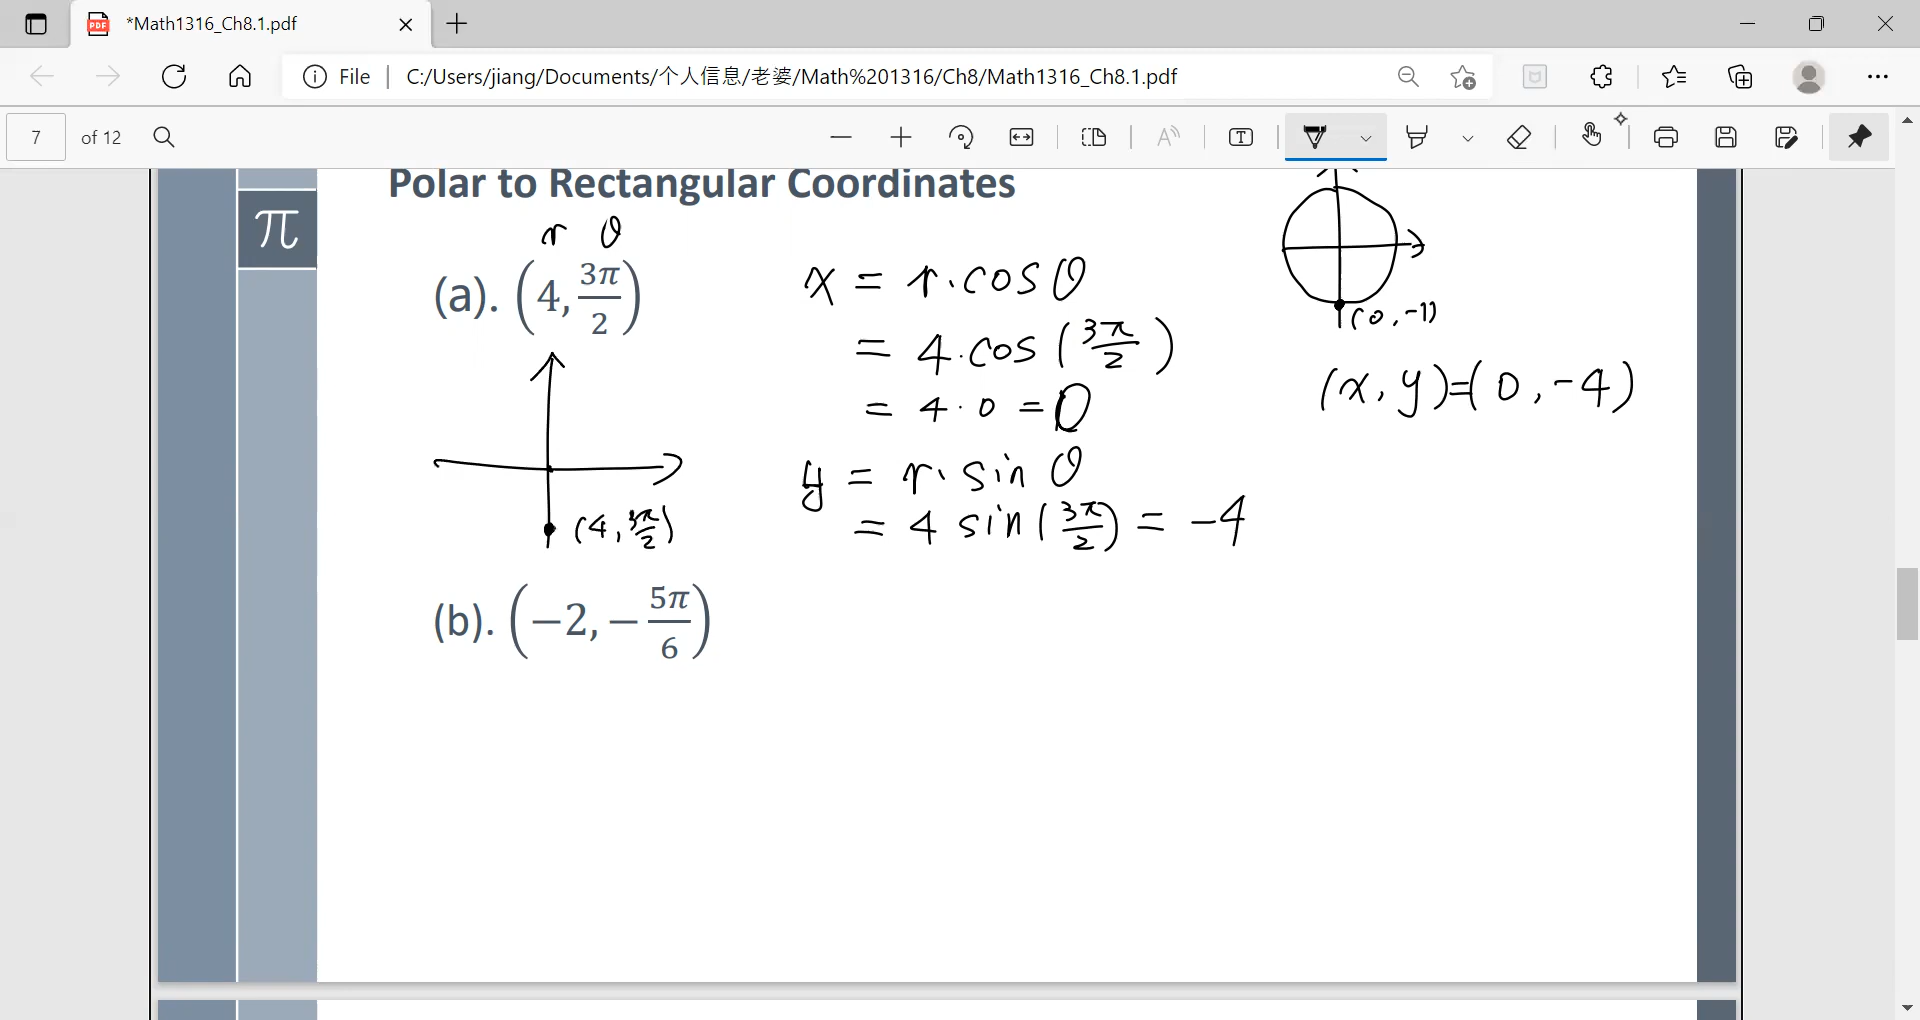 *Math1316_Ch8.1.pdf
File | C:/Users/jiang/Documents/个人信息/老婆/Math%201316/Ch8/Math1316_Ch8.1.pdf
7 of 12
Polar to Rectangular Coordinates
π
r θ
(a). (4, 3π/2)
x = r·cosθ
= 4·cos(3π/2)
= 4·0 = 0
y = r·sinθ
= 4 sin(3π/2) = -4
(0, -1)
(x, y)=(0, -4)
(4, 3π/2)
(b). (−2, −5π/6)